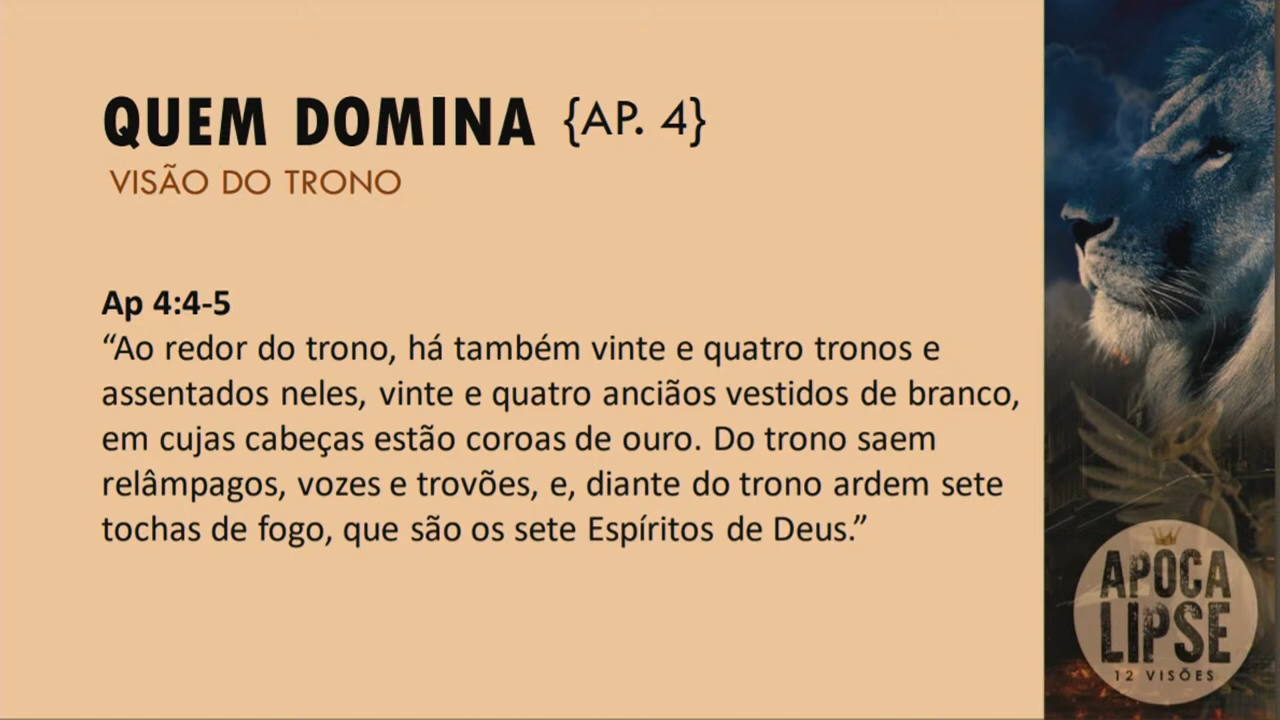 QUEM DOMINA {AP. 4}
VISÃO DO TRONO
Ap 4:4-5
“Ao redor do trono, há também vinte e quatro tronos e
assentados neles, vinte e quatro anciãos vestidos de branco,
em cujas cabeças estão coroas de ouro. Do trono saem
relâmpagos, vozes e trovões, e, diante do trono ardem sete
tochas de fogo, que são os sete Espíritos de Deus.”
APOCA
LIPSE
12 VISÕES